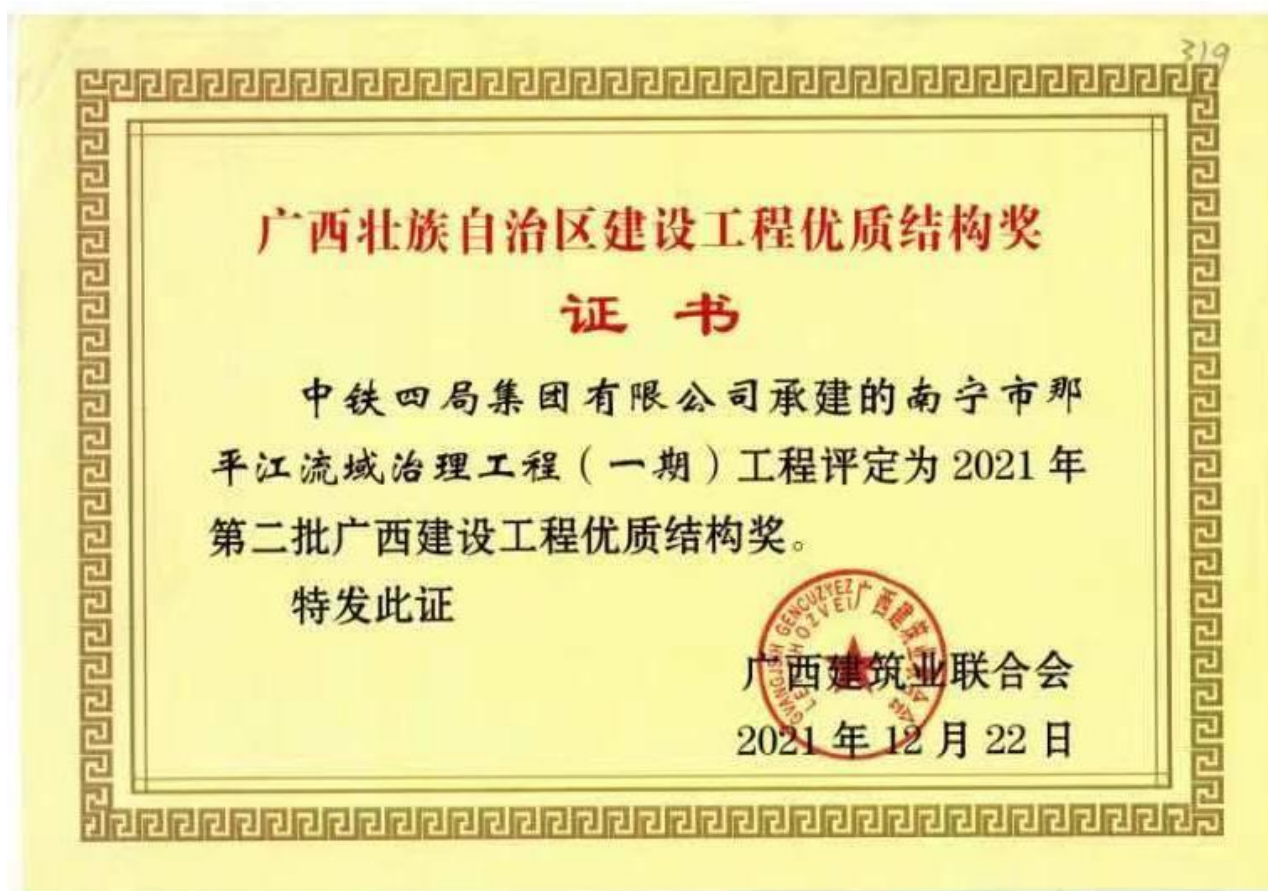 319
广西壮族自治区建设工程优质结构奖
证 书
中铁四局集团有限公司承建的南宁市那
平江流域治理工程（一期）工程评定为 2021 年
第二批广西建设工程优质结构奖。
特发此证
广西建筑业联合会
2021 年 12 月 22 日